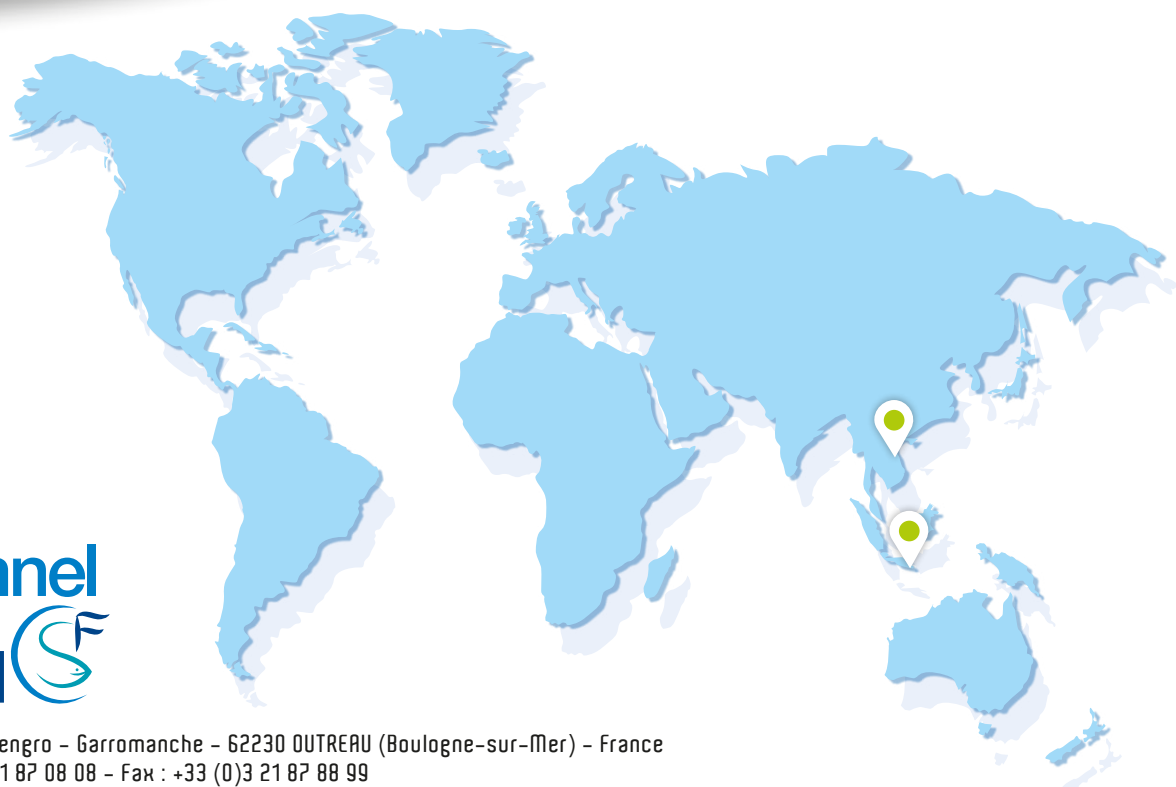 nnel
CSF
engro - Garromanche - 62230 OUTREAU (Boulogne-sur-Mer) - France
1 87 08 08 - Fax : +33 (0)3 21 87 88 99